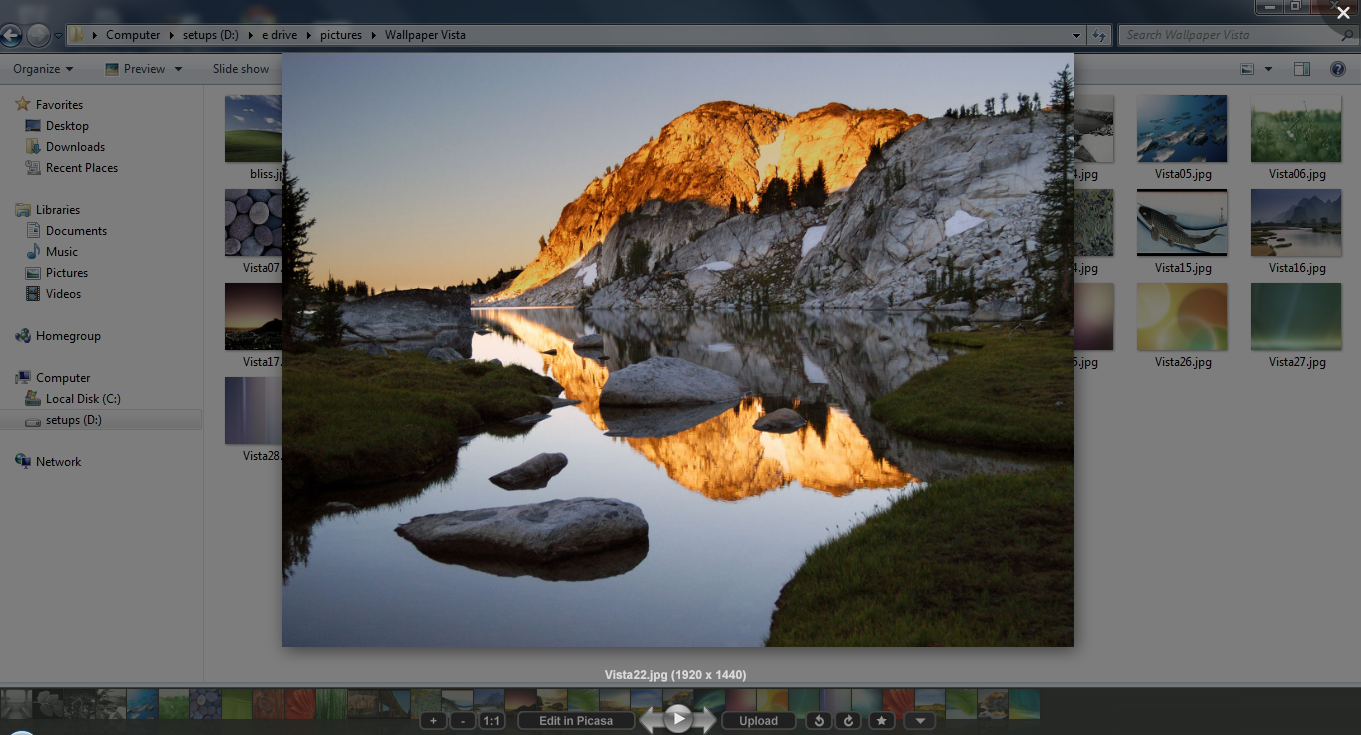 Computer setups (D:) e drive pictures Wallpaper Vista Search Wallpaper Vista
Organize Preview Slide show
Favorites
Desktop
Downloads
Recent Places
Libraries
Documents
Music
Pictures
Videos
Homegroup
Computer
Local Disk (C:)
setups (D:)
Network
bliss.j
4.jpg Vista05.jpg Vista06.jpg
Vista07.
4.jpg Vista15.jpg Vista16.jpg
Vista17.
5.jpg Vista26.jpg Vista27.jpg
Vista28.
Vista22.jpg (1920 x 1440)
+ - 1:1 Edit in Picasa Upload